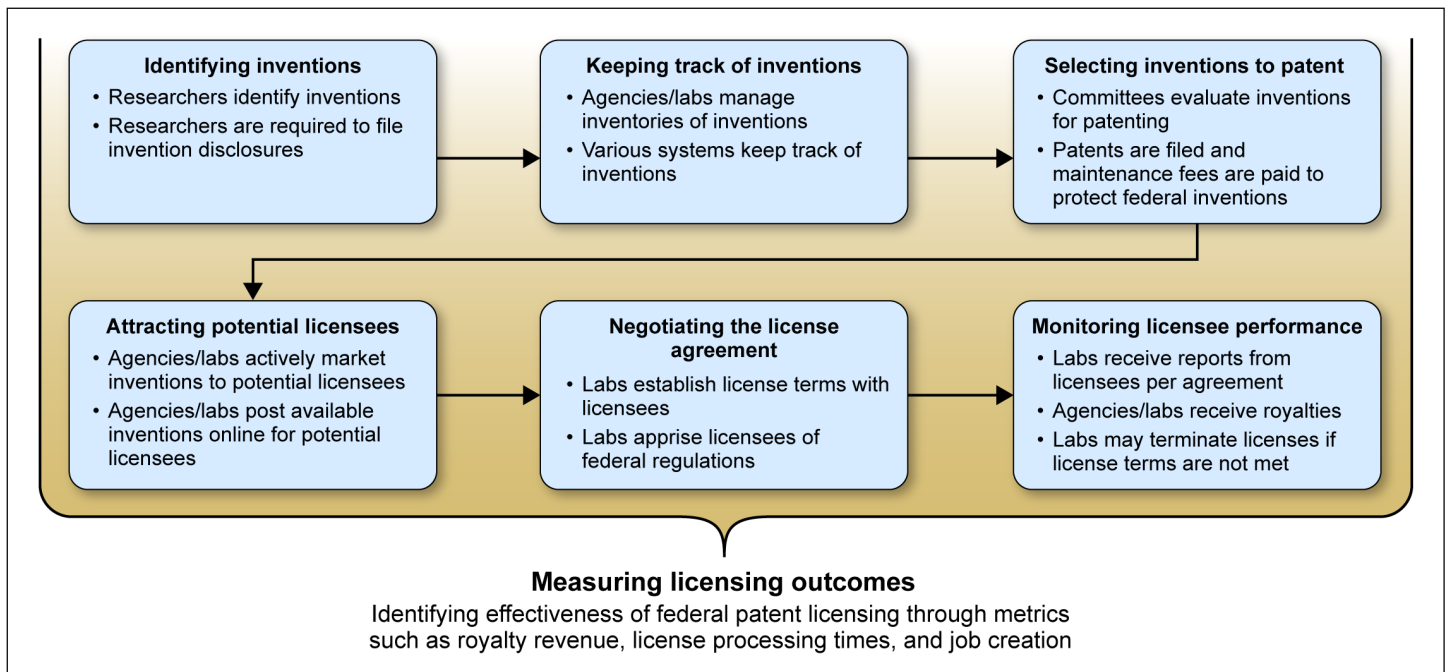 Identifying inventions
• Researchers identify inventions
• Researchers are required to file
invention disclosures
Keeping track of inventions
• Agencies/labs manage
inventories of inventions
• Various systems keep track of
inventions
Selecting inventions to patent
• Committees evaluate inventions
for patenting
• Patents are filed and
maintenance fees are paid to
protect federal inventions
Attracting potential licensees
• Agencies/labs actively market
inventions to potential licensees
• Agencies/labs post available
inventions online for potential
licensees
Negotiating the license
agreement
• Labs establish license terms with
licensees
• Labs apprise licensees of
federal regulations
Monitoring licensee performance
• Labs receive reports from
licensees per agreement
• Agencies/labs receive royalties
• Labs may terminate licenses if
license terms are not met
Measuring licensing outcomes
Identifying effectiveness of federal patent licensing through metrics
such as royalty revenue, license processing times, and job creation